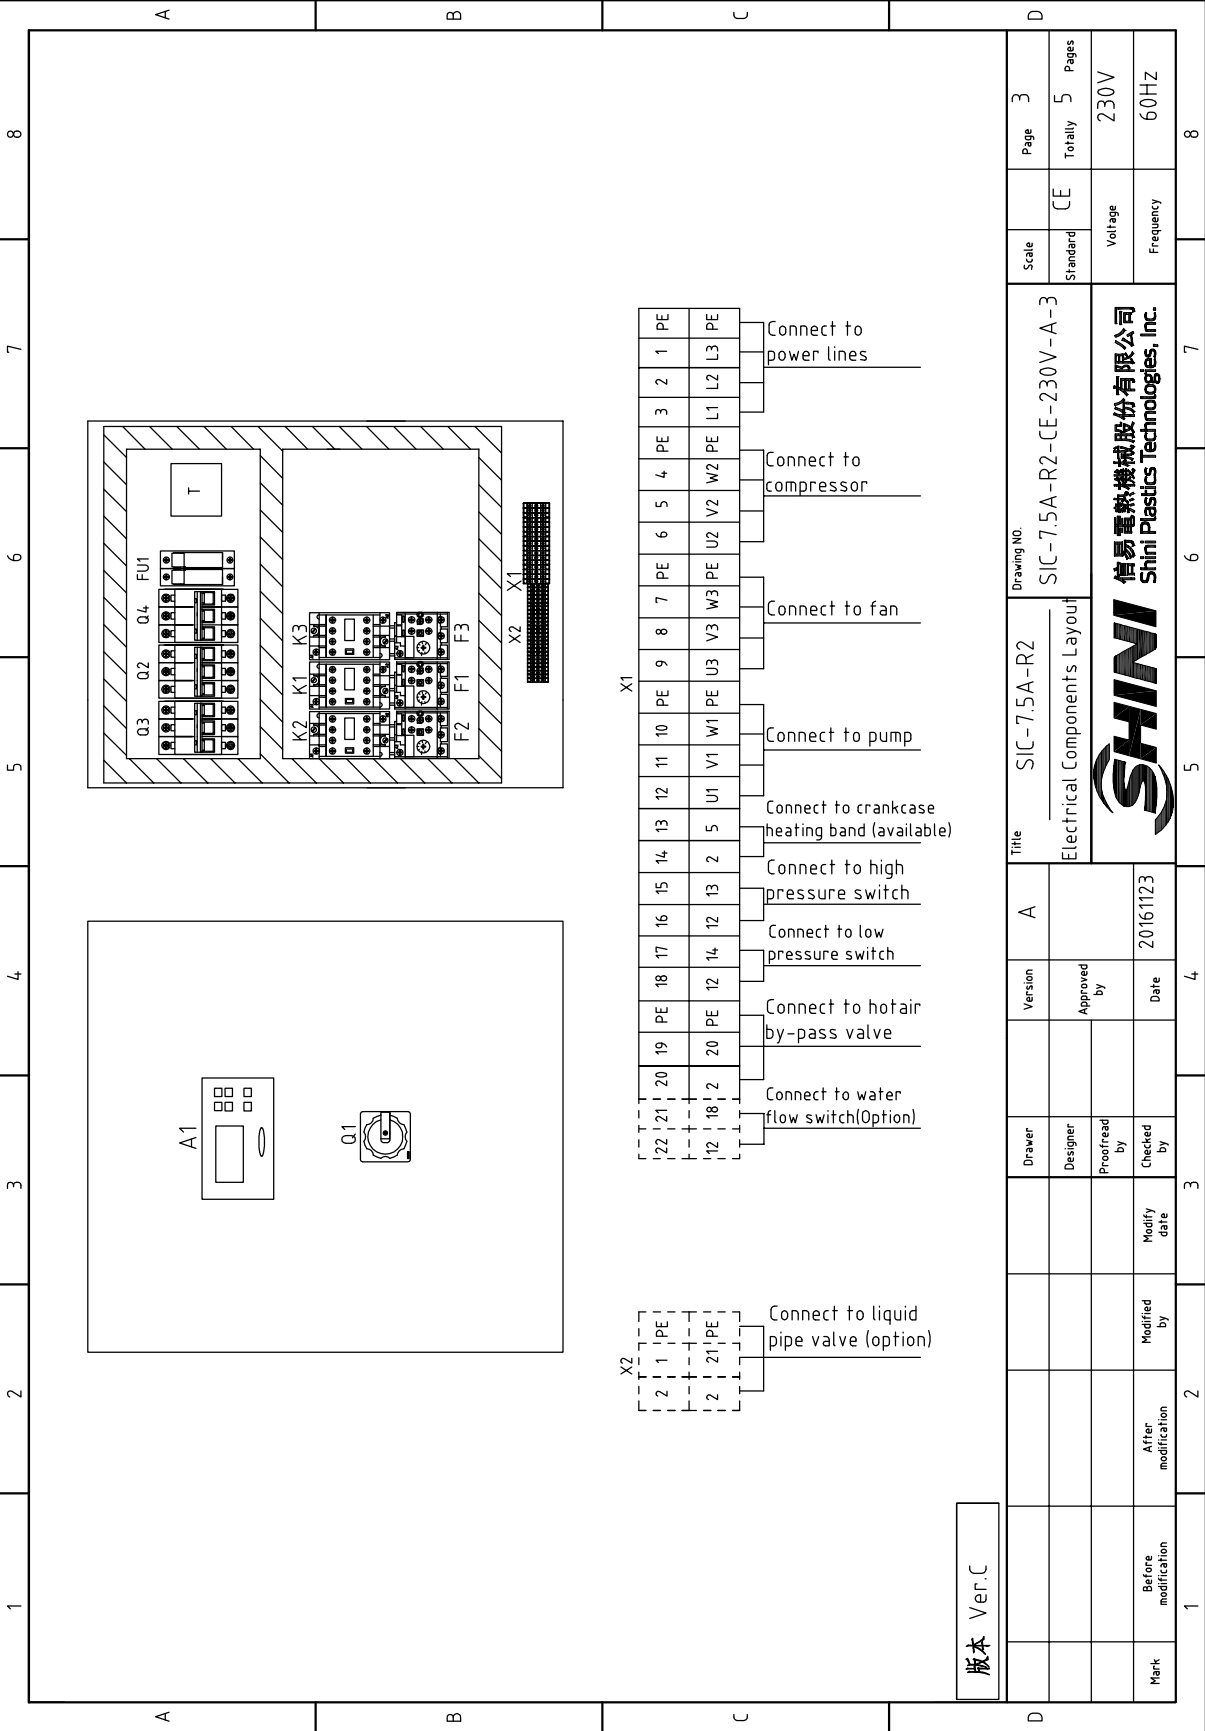 A
B
C
D
8
7
6
5
4
3
2
1
Q3
Q2
Q4
FU1
T
K2
K1
K3
F2
F1
F3
X2
X1
A1
Q1
X1
PE PE
1 L3
2 L2
3 L1
PE PE
4 W2
5 V2
6 U2
PE PE
7 W3
8 V3
9 U3
PE PE
10 W1
11 V1
12 U1
13 5
14 2
15 13
16 12
17 14
18 12
PE PE
19 20
20 2
21 18
22 12
Connect to
power lines
Connect to
compressor
Connect to fan
Connect to pump
Connect to crankcase
heating band (available)
Connect to high
pressure switch
Connect to low
pressure switch
Connect to hotair
by-pass valve
Connect to water
flow switch(Option)
X2
PE PE
1 21
2 2
Connect to liquid
pipe valve (option)
版本 Ver.C
Mark
Before
modification
After
modification
Modified
by
Modify
date
Drawer
Designer
Proofread
by
Checked
by
Version
A
Approved
by
Date
20161123
Title
SIC-7.5A-R2
Electrical Components Layout
Drawing NO.
SIC-7.5A-R2-CE-230V-A-3
SHINI
信易電熱機械股份有限公司
Shini Plastics Technologies, Inc.
Scale
Page 3
Standard
CE
Totally 5 Pages
Voltage
230V
Frequency
60Hz
1
2
3
4
5
6
7
8
A
B
C
D